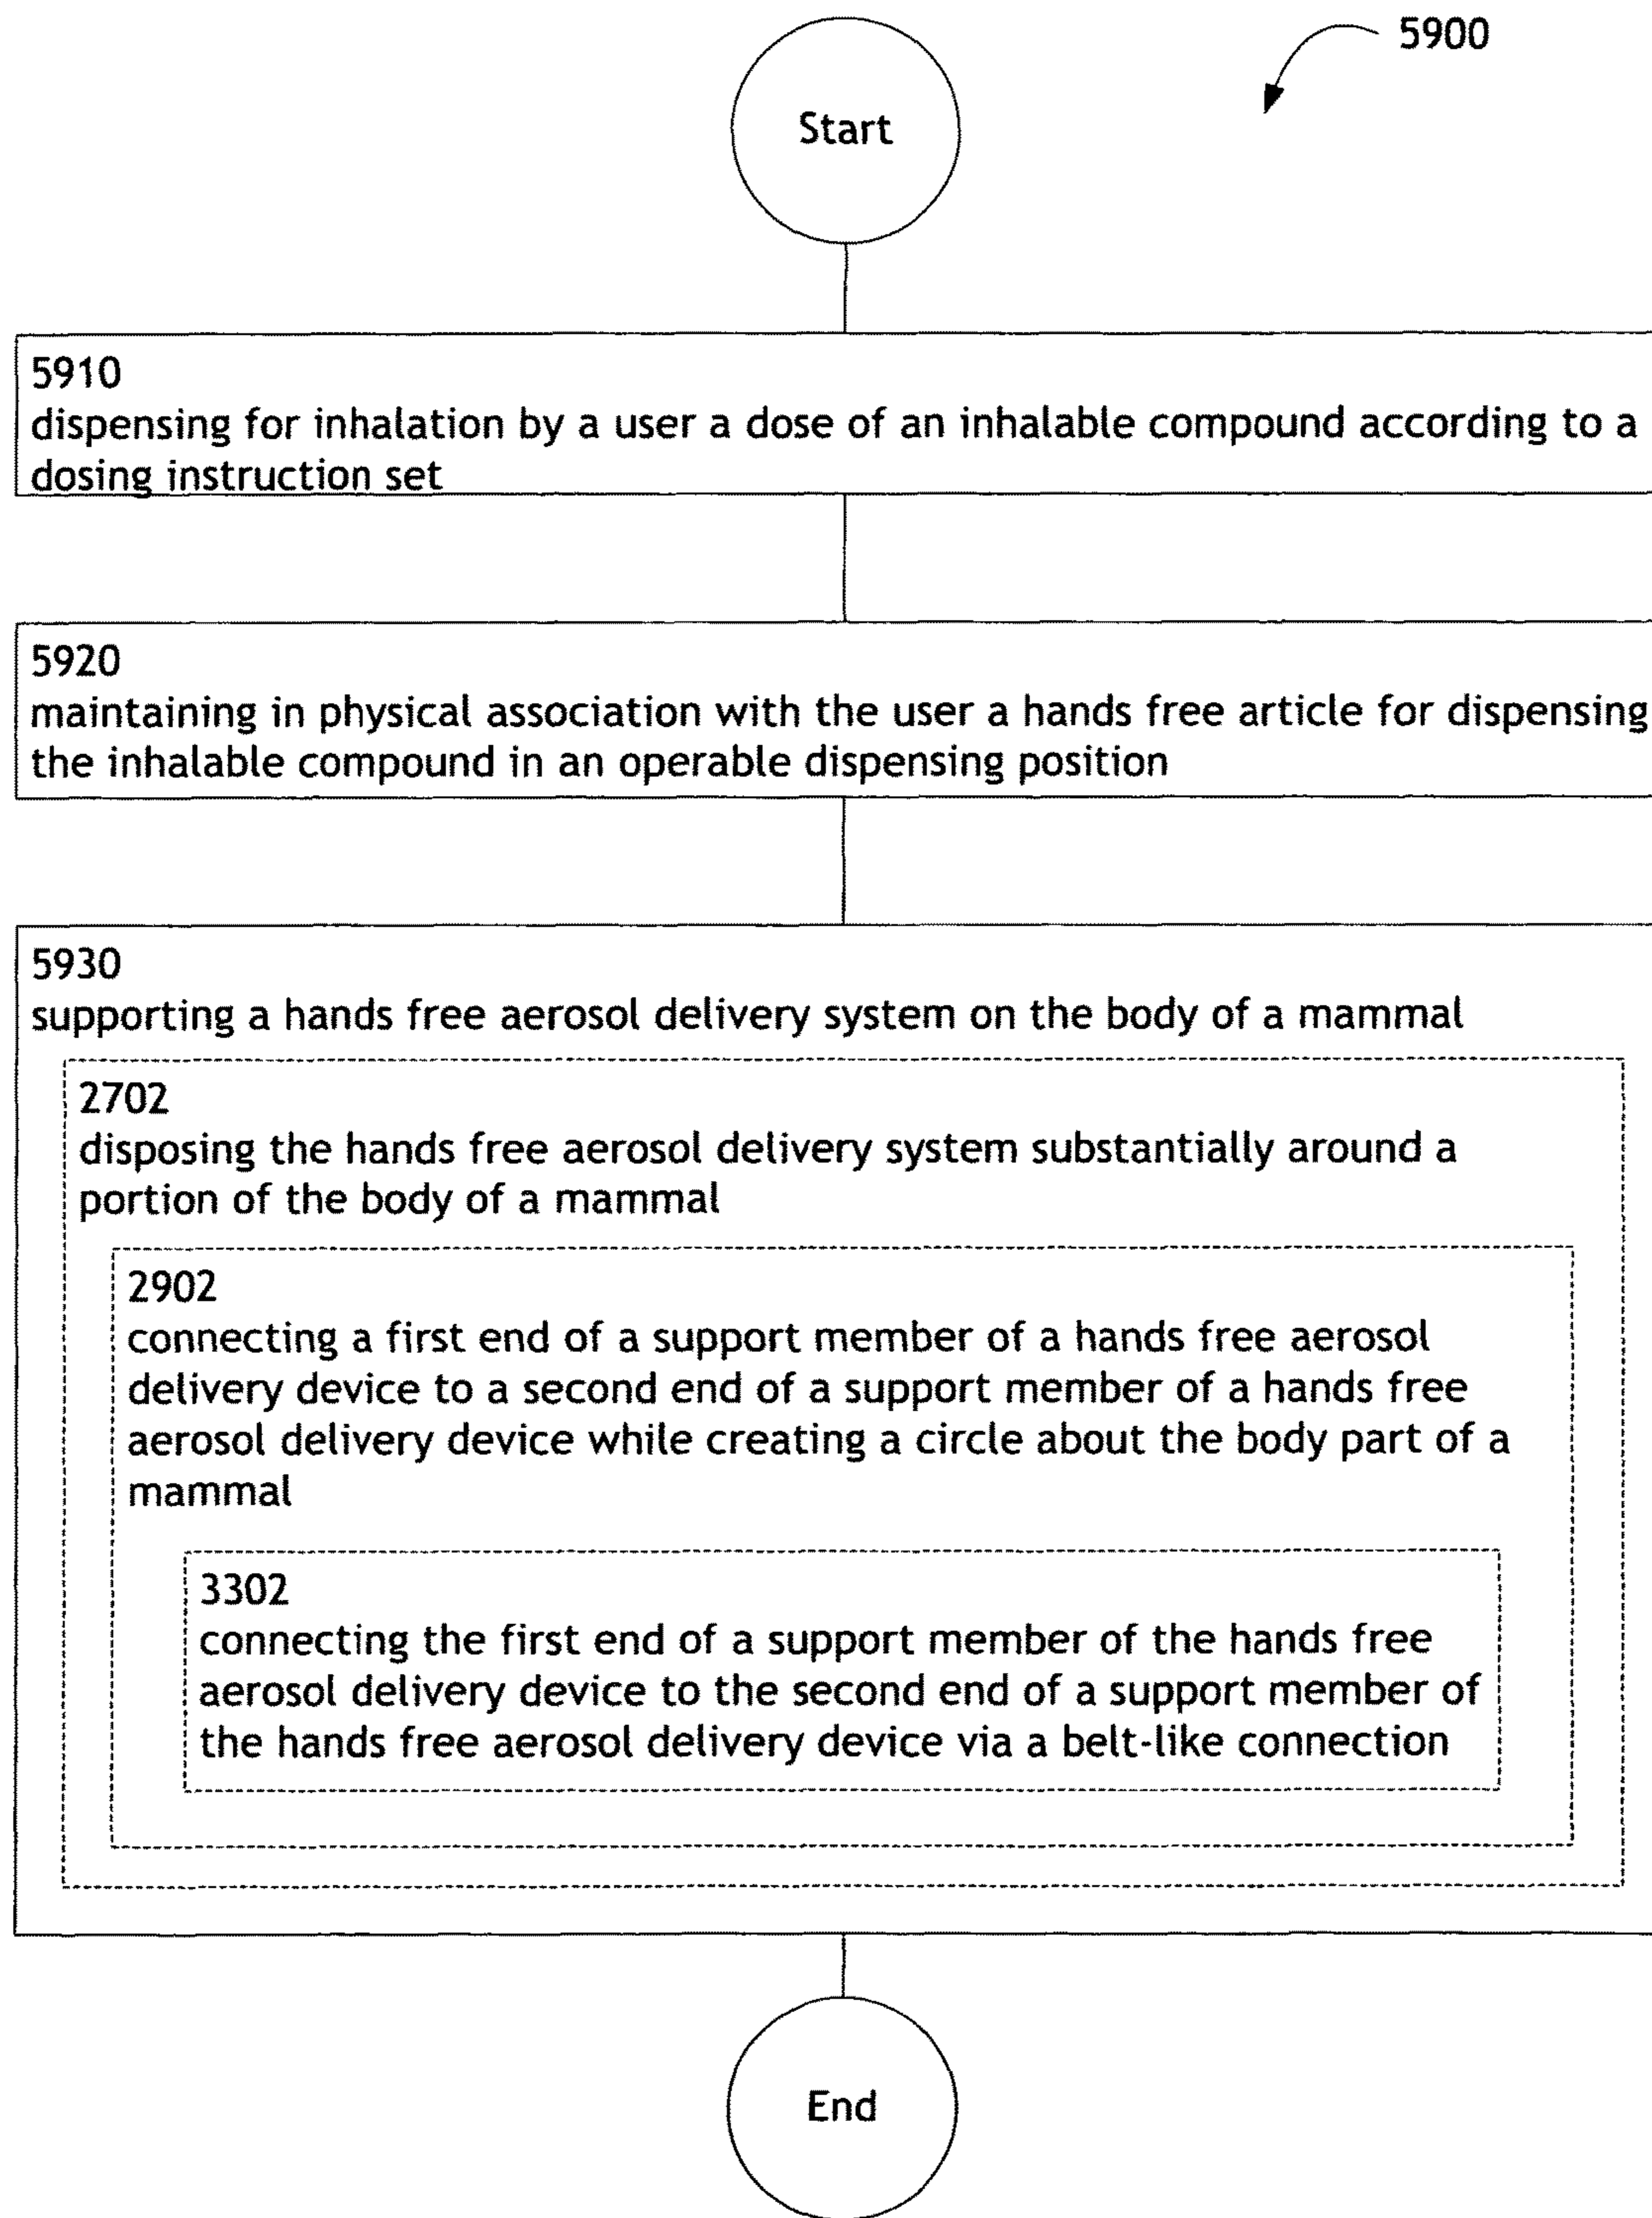 5900
Start
5910
dispensing for inhalation by a user a dose of an inhalable compound according to a
dosing instruction set
5920
maintaining in physical association with the user a hands free article for dispensing
the inhalable compound in an operable dispensing position
5930
supporting a hands free aerosol delivery system on the body of a mammal
2702
disposing the hands free aerosol delivery system substantially around a
portion of the body of a mammal
2902
connecting a first end of a support member of a hands free aerosol
delivery device to a second end of a support member of a hands free
aerosol delivery device while creating a circle about the body part of a
mammal
3302
connecting the first end of a support member of the hands free
aerosol delivery device to the second end of a support member of
the hands free aerosol delivery device via a belt-like connection
End